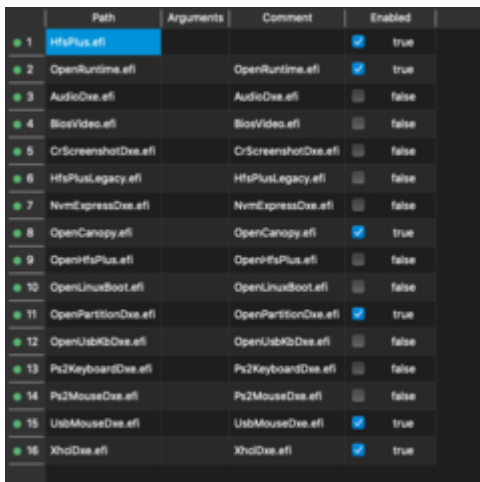 Path Arguments Comment Enabled
1 HfsPlus.efi true
2 OpenRuntime.efi OpenRuntime.efi true
3 AudioDxe.efi AudioDxe.efi false
4 BiosVideo.efi BiosVideo.efi false
5 CrScreenshotDxe.efi CrScreenshotDxe.efi false
6 HfsPlusLegacy.efi HfsPlusLegacy.efi false
7 NvmExpressDxe.efi NvmExpressDxe.efi false
8 OpenCanopy.efi OpenCanopy.efi true
9 OpenHfsPlus.efi OpenHfsPlus.efi false
10 OpenLinuxBoot.efi OpenLinuxBoot.efi false
11 OpenPartitionDxe.efi OpenPartitionDxe.efi true
12 OpenUsbKbDxe.efi OpenUsbKbDxe.efi false
13 Ps2KeyboardDxe.efi Ps2KeyboardDxe.efi false
14 Ps2MouseDxe.efi Ps2MouseDxe.efi false
15 UsbMouseDxe.efi UsbMouseDxe.efi true
16 XhciDxe.efi XhciDxe.efi true